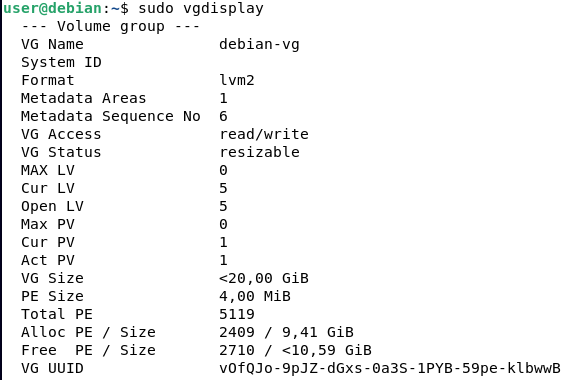 user@debian:~$ sudo vgdisplay
--- Volume group ---
VG Name debian-vg
System ID
Format lvm2
Metadata Areas 1
Metadata Sequence No 6
VG Access read/write
VG Status resizable
MAX LV 0
Cur LV 5
Open LV 5
Max PV 0
Cur PV 1
Act PV 1
VG Size <20,00 GiB
PE Size 4,00 MiB
Total PE 5119
Alloc PE / Size 2409 / 9,41 GiB
Free  PE / Size 2710 / <10,59 GiB
VG UUID vOfQJo-9pJZ-dGxs-0a3S-1PYB-59pe-klbwwB